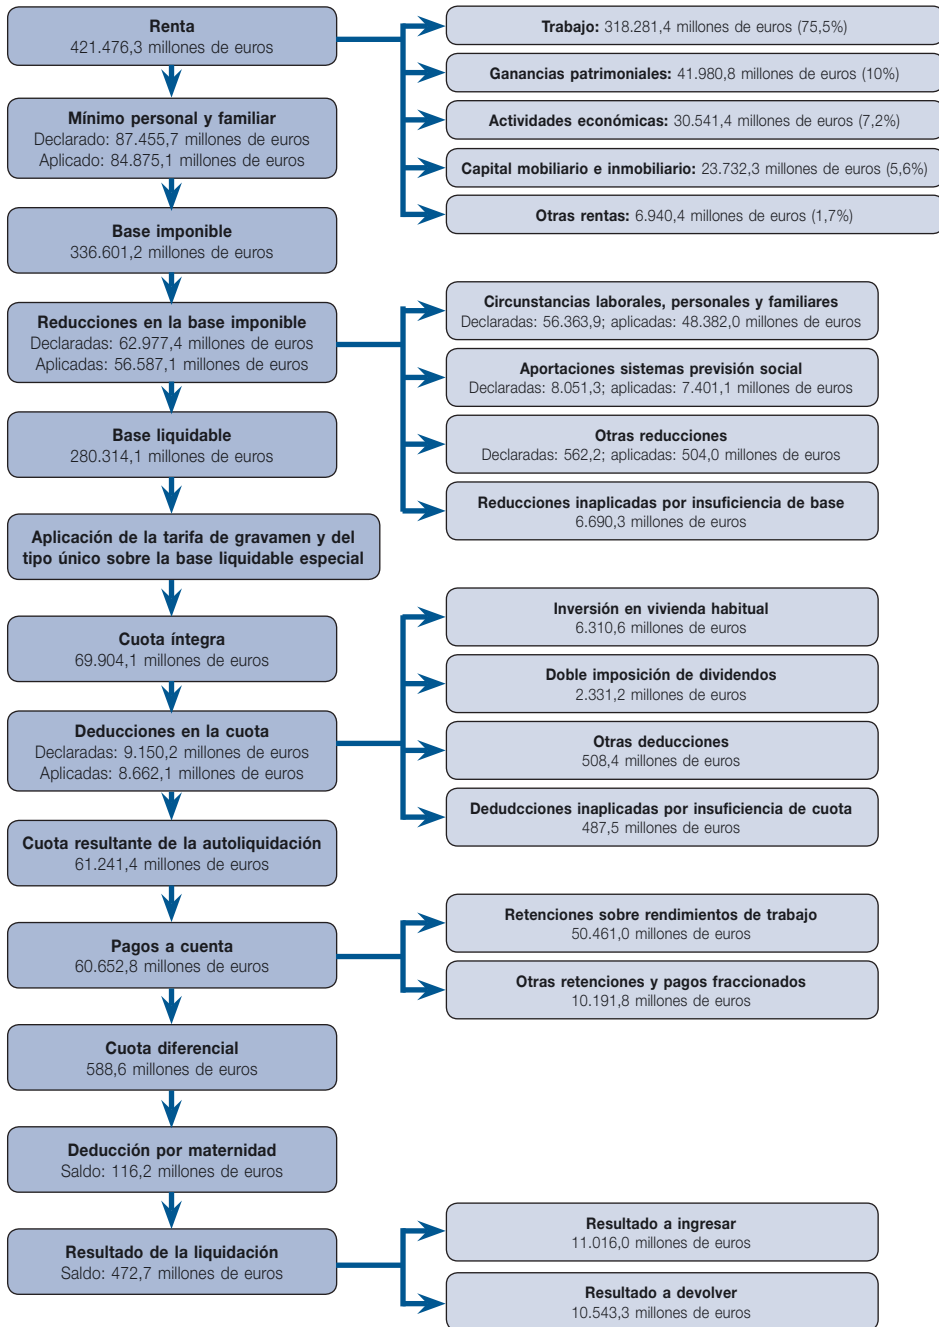 Renta
421.476,3 millones de euros
Trabajo: 318.281,4 millones de euros (75,5%)
Ganancias patrimoniales: 41.980,8 millones de euros (10%)
Actividades económicas: 30.541,4 millones de euros (7,2%)
Capital mobiliario e inmobiliario: 23.732,3 millones de euros (5,6%)
Otras rentas: 6.940,4 millones de euros (1,7%)
Mínimo personal y familiar
Declarado: 87.455,7 millones de euros
Aplicado: 84.875,1 millones de euros
Base imponible
336.601,2 millones de euros
Reducciones en la base imponible
Declaradas: 62.977,4 millones de euros
Aplicadas: 56.587,1 millones de euros
Circunstancias laborales, personales y familiares
Declaradas: 56.363,9; aplicadas: 48.382,0 millones de euros
Aportaciones sistemas previsión social
Declaradas: 8.051,3; aplicadas: 7.401,1 millones de euros
Otras reducciones
Declaradas: 562,2; aplicadas: 504,0 millones de euros
Reducciones inaplicadas por insuficiencia de base
6.690,3 millones de euros
Base liquidable
280.314,1 millones de euros
Aplicación de la tarifa de gravamen y del
tipo único sobre la base liquidable especial
Cuota íntegra
69.904,1 millones de euros
Deducciones en la cuota
Declaradas: 9.150,2 millones de euros
Aplicadas: 8.662,1 millones de euros
Inversión en vivienda habitual
6.310,6 millones de euros
Doble imposición de dividendos
2.331,2 millones de euros
Otras deducciones
508,4 millones de euros
Dedudcciones inaplicadas por insuficiencia de cuota
487,5 millones de euros
Cuota resultante de la autoliquidación
61.241,4 millones de euros
Pagos a cuenta
60.652,8 millones de euros
Retenciones sobre rendimientos de trabajo
50.461,0 millones de euros
Otras retenciones y pagos fraccionados
10.191,8 millones de euros
Cuota diferencial
588,6 millones de euros
Deducción por maternidad
Saldo: 116,2 millones de euros
Resultado de la liquidación
Saldo: 472,7 millones de euros
Resultado a ingresar
11.016,0 millones de euros
Resultado a devolver
10.543,3 millones de euros